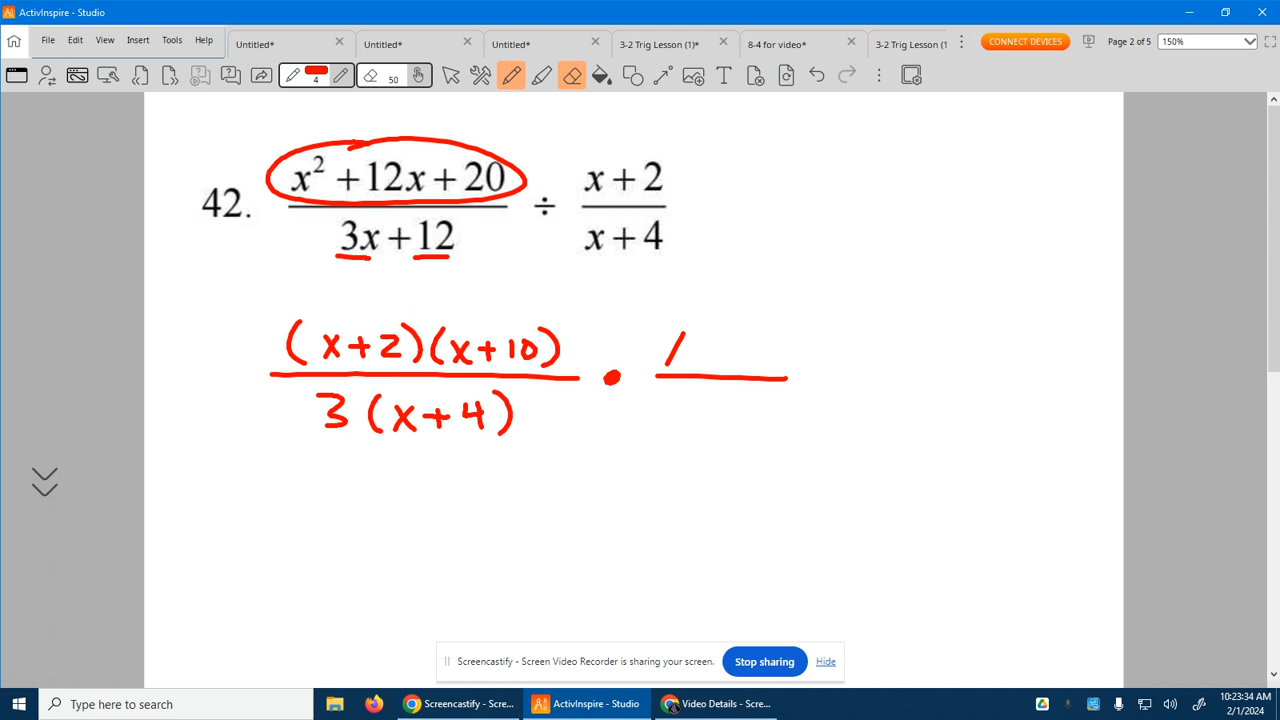 ActivInspire - Studio
File Edit View Insert Tools Help Untitled* Untitled* Untitled* 3-2 Trig Lesson (1)* 8-4 for video* 3-2 Trig Lesson (1) CONNECT DEVICES Page 2 of 5 150%
4 50
42. (x² + 12x + 20)/(3x + 12) ÷ (x + 2)/(x + 4)
(x+2)(x+10)
3(x+4)
Screencastify - Screen Video Recorder is sharing your screen. Stop sharing Hide
Type here to search Screencastify - Scre... ActivInspire - Studio Video Details - Scre... 10:23:34 AM
2/1/2024